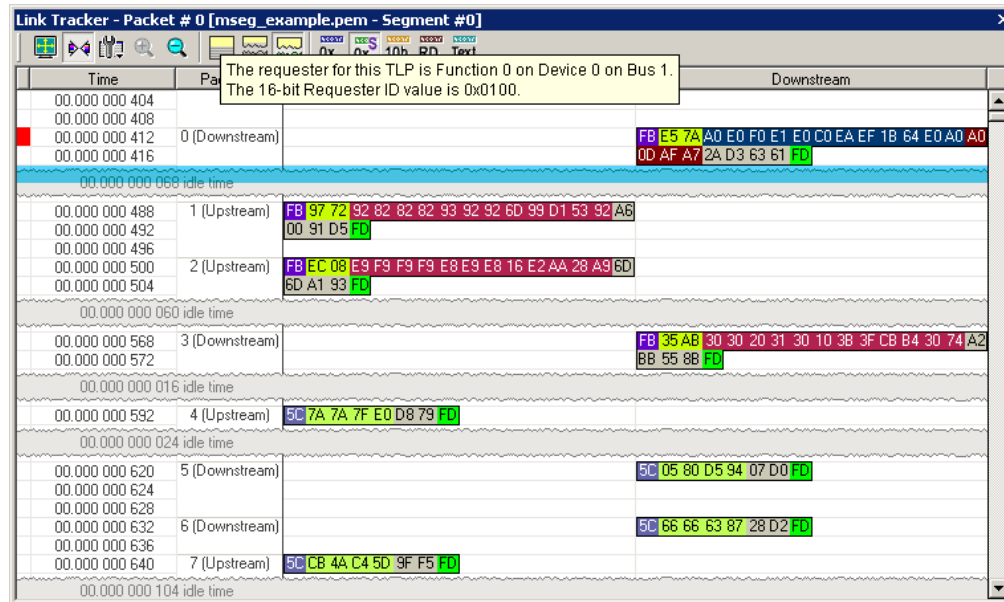 Link Tracker - Packet # 0 [mseg_example.pem - Segment #0]
0x 0x S 10b RD Text
The requester for this TLP is Function 0 on Device 0 on Bus 1.
The 16-bit Requester ID value is 0x0100.
Time Downstream
00.000 000 404
00.000 000 408
00.000 000 412 0 (Downstream) FB E5 7A A0 E0 F0 E1 E0 C0 EA EF 1B 64 E0 A0 A0
00.000 000 416 0D AF A7 2A D3 63 61 FD
00.000 000 068 idle time
00.000 000 488 1 (Upstream) FB 97 72 92 82 82 82 93 92 92 6D 99 D1 53 92 A6
00.000 000 492 00 91 D5 FD
00.000 000 496
00.000 000 500 2 (Upstream) FB EC 08 E9 F9 F9 F9 E8 E9 E8 16 E2 AA 28 A9 6D
00.000 000 504 6D A1 93 FD
00.000 000 060 idle time
00.000 000 568 3 (Downstream) FB 35 AB 30 30 20 31 30 10 3B 3F CB B4 30 74 A2
00.000 000 572 BB 55 8B FD
00.000 000 016 idle time
00.000 000 592 4 (Upstream) 5C 7A 7A 7F E0 D8 79 FD
00.000 000 024 idle time
00.000 000 620 5 (Downstream) 5C 05 80 D5 94 07 D0 FD
00.000 000 624
00.000 000 628
00.000 000 632 6 (Downstream) 5C 66 66 63 87 28 D2 FD
00.000 000 636
00.000 000 640 7 (Upstream) 5C CB 4A C4 5D 9F F5 FD
00.000 000 104 idle time